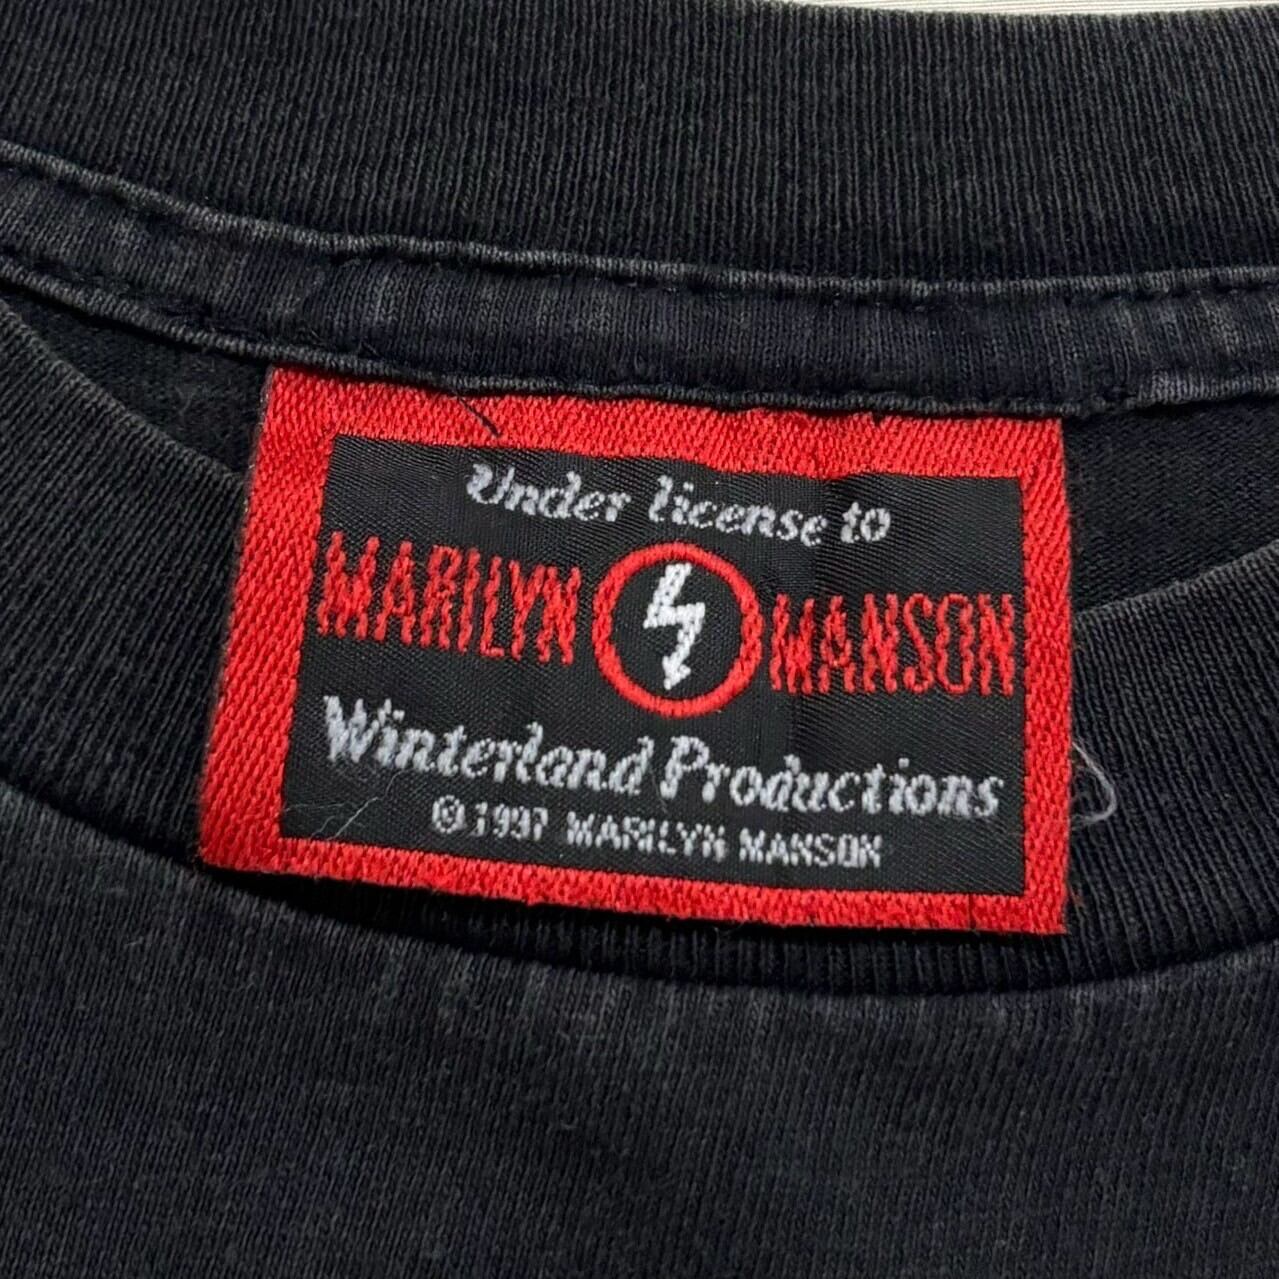 Under license to
MARILYN MANSON
Winterland Productions
© 1997 MARILYN MANSON